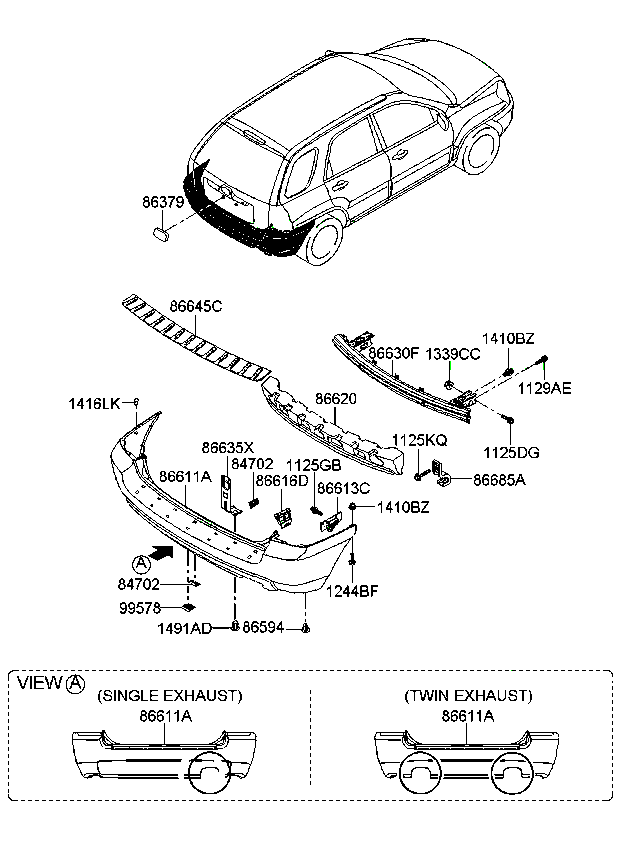 86379
86645C
1410BZ
86630F
1339CC
1129AE
86620
1416LK
1125KQ
1125DG
86635X
84702
1125GB
86611A
86616D
86613C
86685A
1410BZ
A
84702
1244BF
99578
1491AD
86594
VIEW A
(SINGLE EXHAUST)
(TWIN EXHAUST)
86611A
86611A